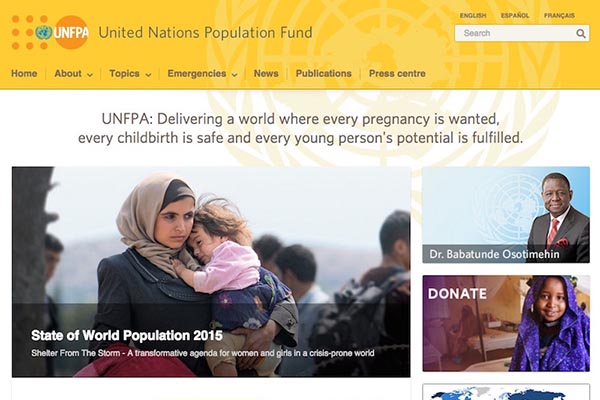 UNFPA
United Nations Population Fund
ENGLISH ESPAÑOL FRANÇAIS
Search
Home About Topics Emergencies News Publications Press centre
UNFPA: Delivering a world where every pregnancy is wanted,
every childbirth is safe and every young person's potential is fulfilled.
State of World Population 2015
Shelter From The Storm - A transformative agenda for women and girls in a crisis-prone world
Dr. Babatunde Osotimehin
DONATE